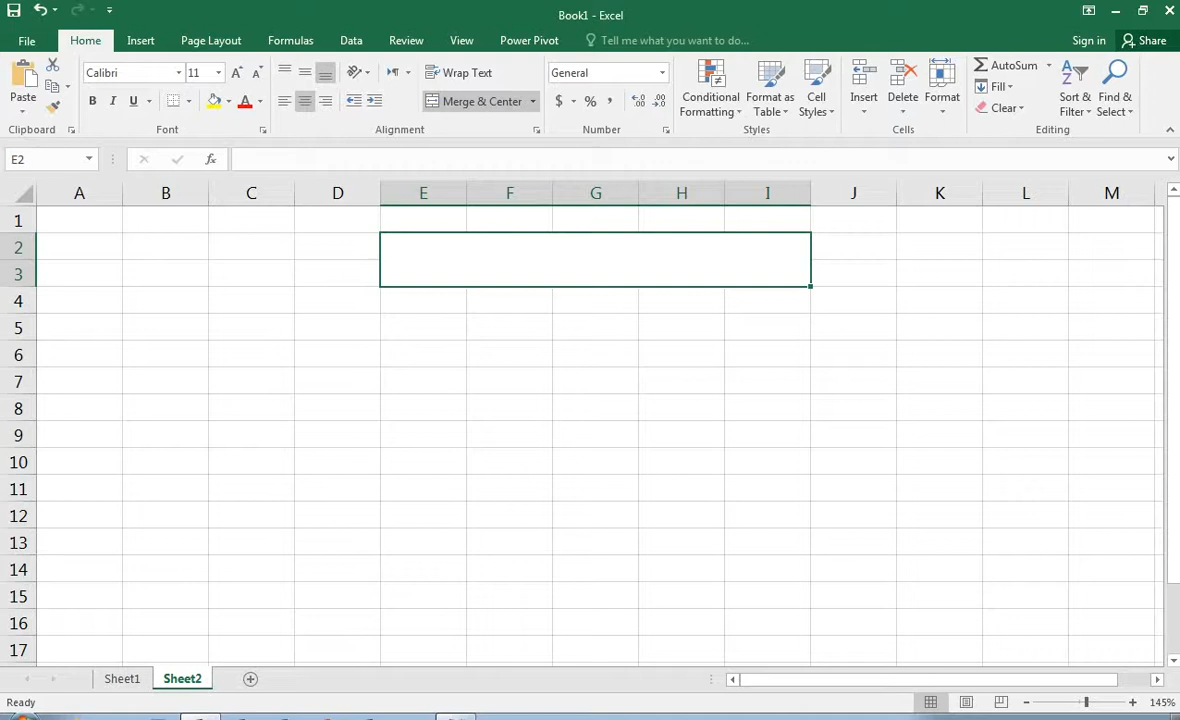 Book1 - Excel
File Home Insert Page Layout Formulas Data Review View Power Pivot Tell me what you want to do... Sign in Share
Paste Calibri 11 Wrap Text General Conditional Formatting Format as Table Cell Styles Insert Delete Format AutoSum Fill Clear Sort & Filter Find & Select
B I U A Merge & Center $ %
Clipboard Font Alignment Number Styles Cells Editing
E2 fx
A B C D E F G H I J K L M
1
2
3
4
5
6
7
8
9
10
11
12
13
14
15
16
17
Sheet1 Sheet2
Ready 145%